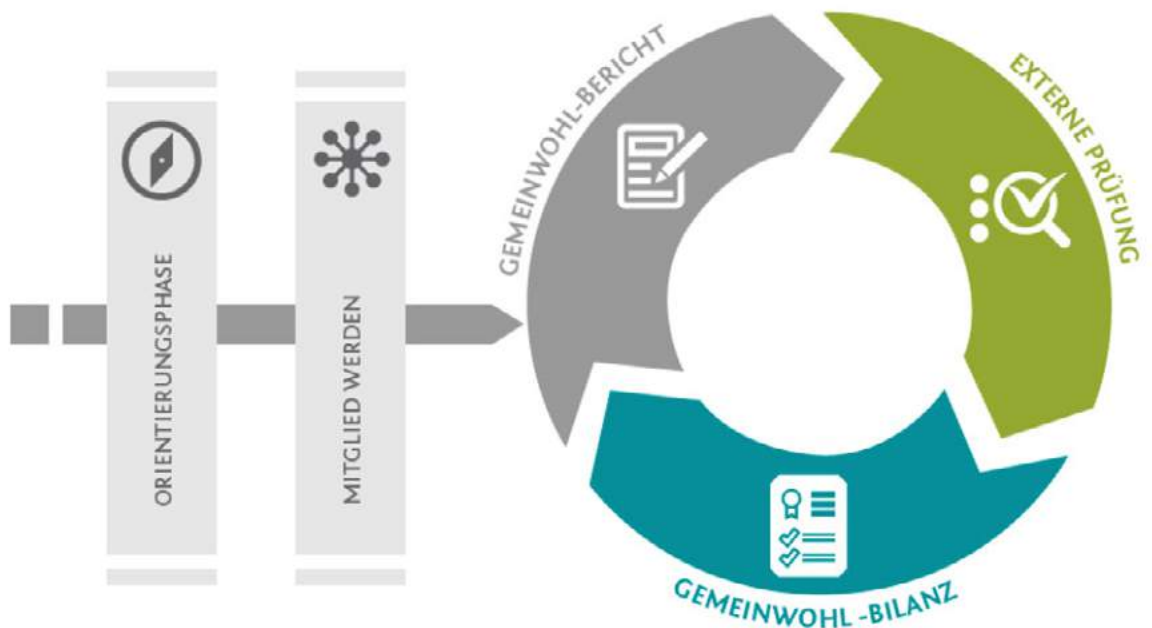 ORIENTIERUNGSPHASE
MITGLIED WERDEN
GEMEINWOHL-BERICHT
EXTERNE PRÜFUNG
GEMEINWOHL -BILANZ